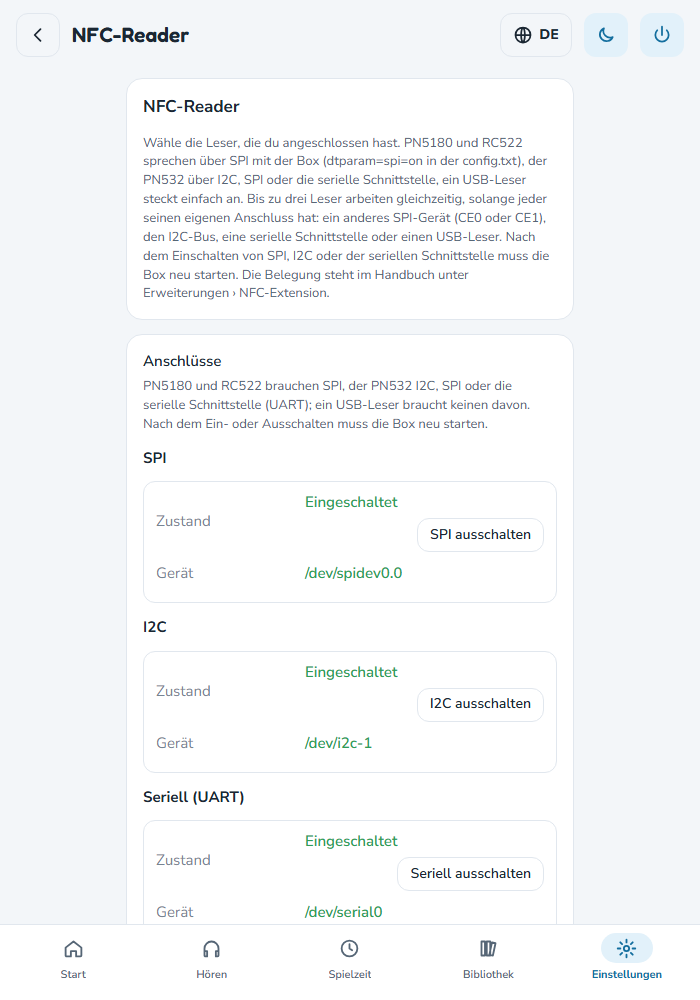 NFC-Reader
DE
NFC-Reader
Wähle die Leser, die du angeschlossen hast. PN5180 und RC522
sprechen über SPI mit der Box (dtparam=spi=on in der config.txt), der
PN532 über I2C, SPI oder die serielle Schnittstelle, ein USB-Leser
steckt einfach an. Bis zu drei Leser arbeiten gleichzeitig, solange jeder
seinen eigenen Anschluss hat: ein anderes SPI-Gerät (CE0 oder CE1),
den I2C-Bus, eine serielle Schnittstelle oder einen USB-Leser. Nach
dem Einschalten von SPI, I2C oder der seriellen Schnittstelle muss die
Box neu starten. Die Belegung steht im Handbuch unter
Erweiterungen › NFC-Extension.
Anschlüsse
PN5180 und RC522 brauchen SPI, der PN532 I2C, SPI oder die
serielle Schnittstelle (UART); ein USB-Leser braucht keinen davon.
Nach dem Ein- oder Ausschalten muss die Box neu starten.
SPI
Zustand
Eingeschaltet
SPI ausschalten
Gerät
/dev/spidev0.0
I2C
Zustand
Eingeschaltet
I2C ausschalten
Gerät
/dev/i2c-1
Seriell (UART)
Zustand
Eingeschaltet
Seriell ausschalten
Gerät
/dev/serial0
Start
Hören
Spielzeit
Bibliothek
Einstellungen